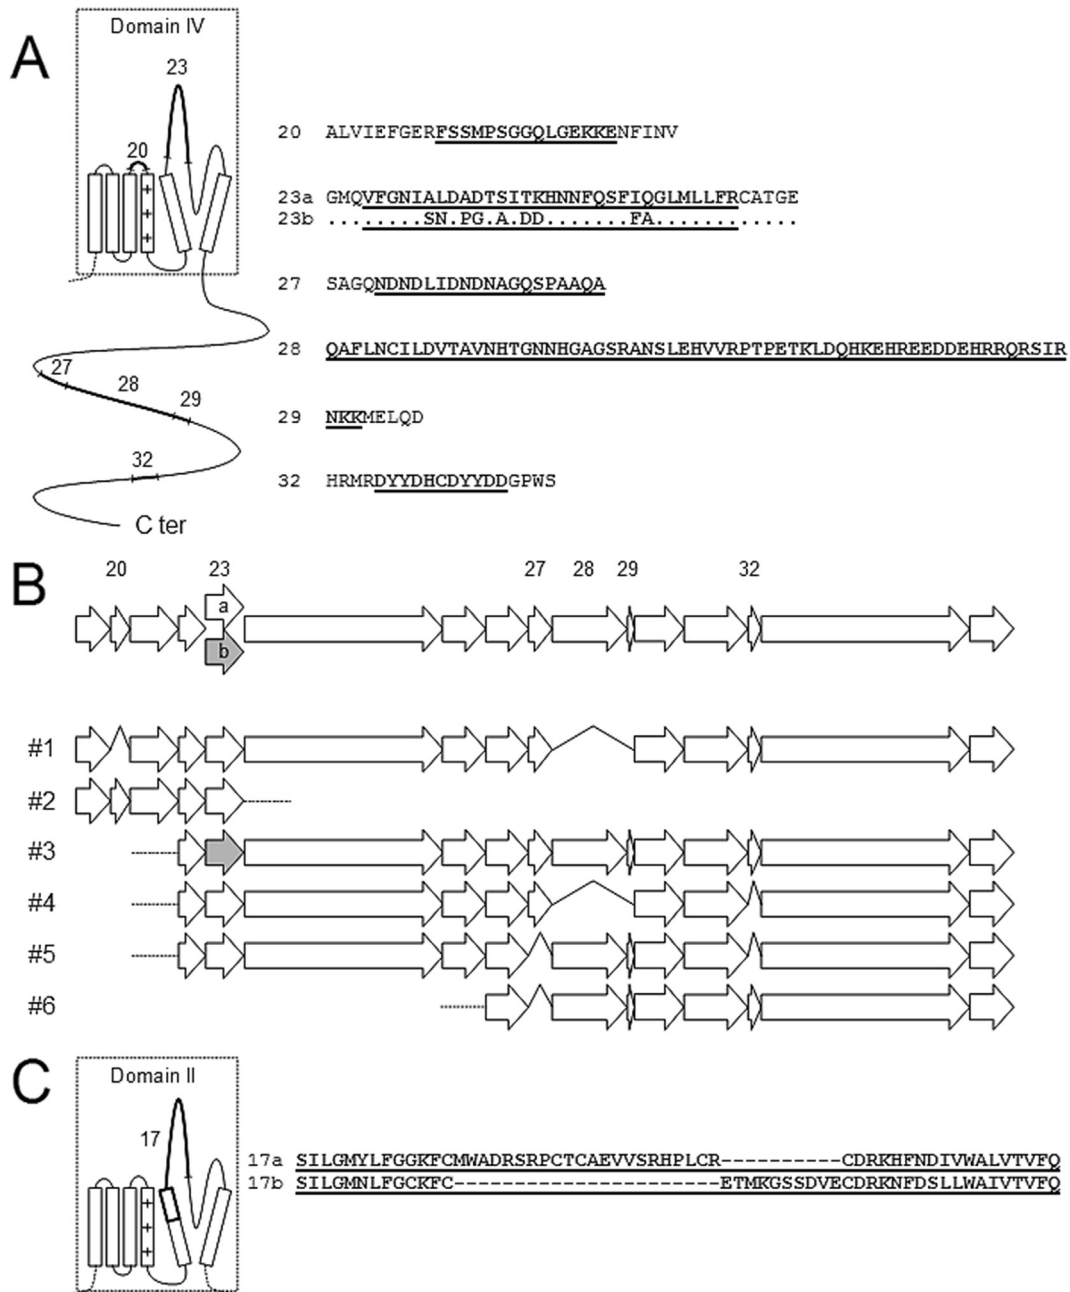 A
Domain IV
23
20
+
+
+
+
27
28
29
32
C ter
20 ALVIEFGERFSSMPSGGQLGEKKENFINV
23a GMQVFGNIALDADTSITKHNNFQSFIQGLMLLFRCATGE
23b ........SN.PG.A.DD.......FA............
27 SAGQNDNDLIDNDNAGQSPAAQA
28 QAFLNCILDVTAVNHTGNNHGAGSRANSLEHVVRPTPETKLDQHKEHREEDDEHRRQRSIR
29 NKKMELQD
32 HRMRDYYDHCDYYDDGPWS
B
20 23 27 28 29 32
a
b
#1
#2
#3
#4
#5
#6
C
Domain II
17
+
+
+
17a SILGMYLFGGKFCMWADRSRPCTCAEVVSRHPLCR----------CDRKHFNDIVWALVTVFQ
17b SILGMNLFGCKFC----------------------ETMKGSSDVECDRKNFDSLLWAIVTVFQ